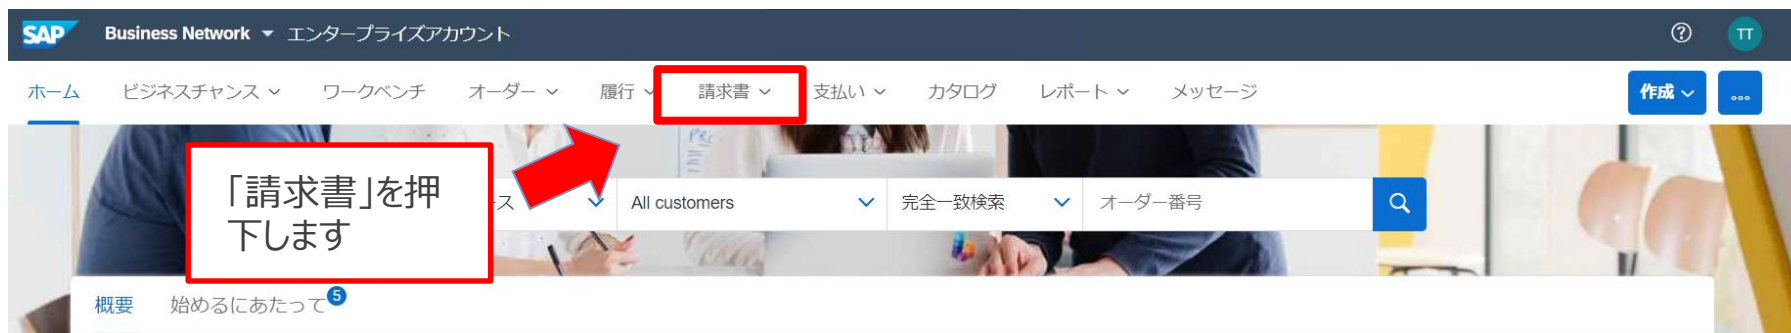 SAP Business Network エンタープライズアカウント TT
ホーム ビジネスチャンス ワークベンチ オーダー 履行 請求書 支払い カタログ レポート メッセージ 作成
「請求書」を押
下します
ス All customers 完全一致検索 オーダー番号
概要 始めるにあたって 5